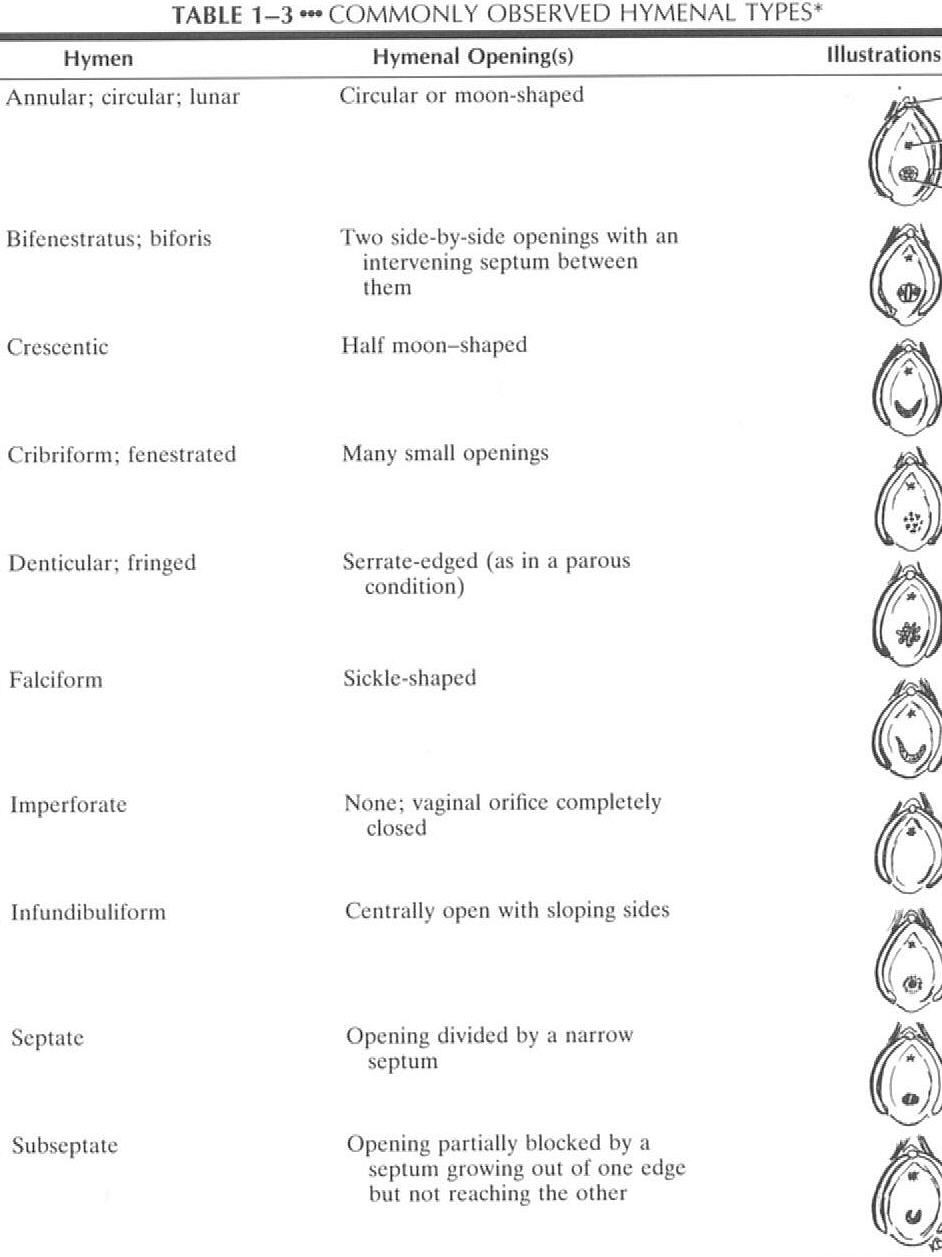 TABLE 1–3 ••• COMMONLY OBSERVED HYMENAL TYPES*
Hymen Hymenal Opening(s) Illustrations
Annular; circular; lunar Circular or moon-shaped
Bifenestratus; biforis Two side-by-side openings with an
intervening septum between
them
Crescentic Half moon–shaped
Cribriform; fenestrated Many small openings
Denticular; fringed Serrate-edged (as in a parous
condition)
Falciform Sickle-shaped
Imperforate None; vaginal orifice completely
closed
Infundibuliform Centrally open with sloping sides
Septate Opening divided by a narrow
septum
Subseptate Opening partially blocked by a
septum growing out of one edge
but not reaching the other